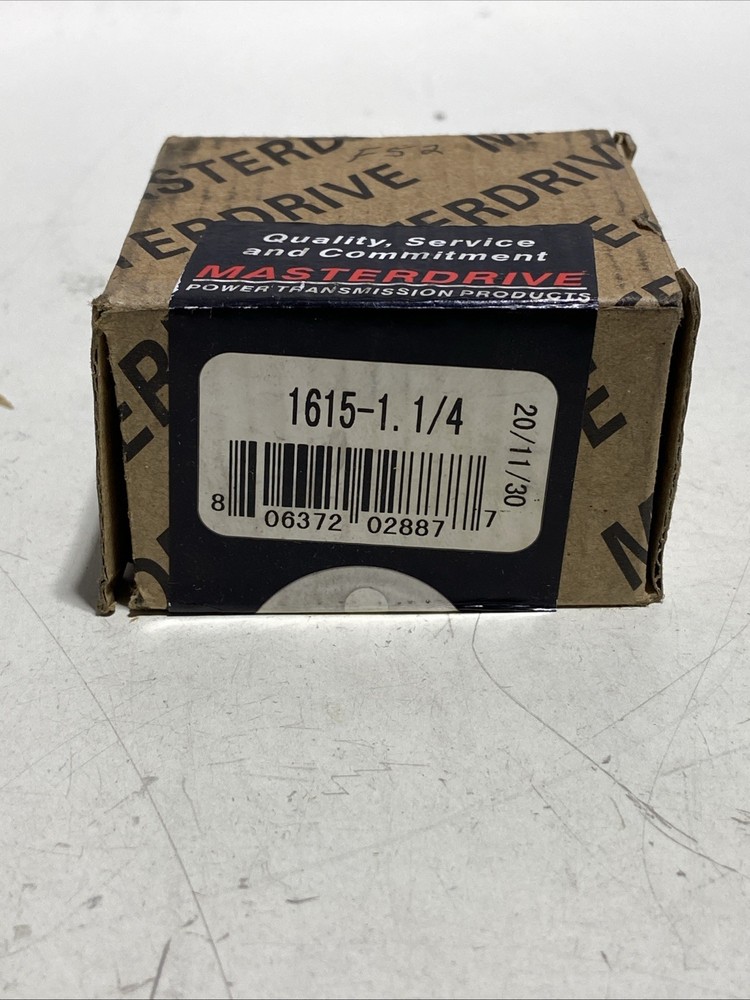 STERD
MASTERDRIVE
F52
Quality, Service
and Commitment
MASTERDRIVE
POWER TRANSMISSION PRODUCTS
1615-1.1/4
20/11/30
8 06372 02887 7